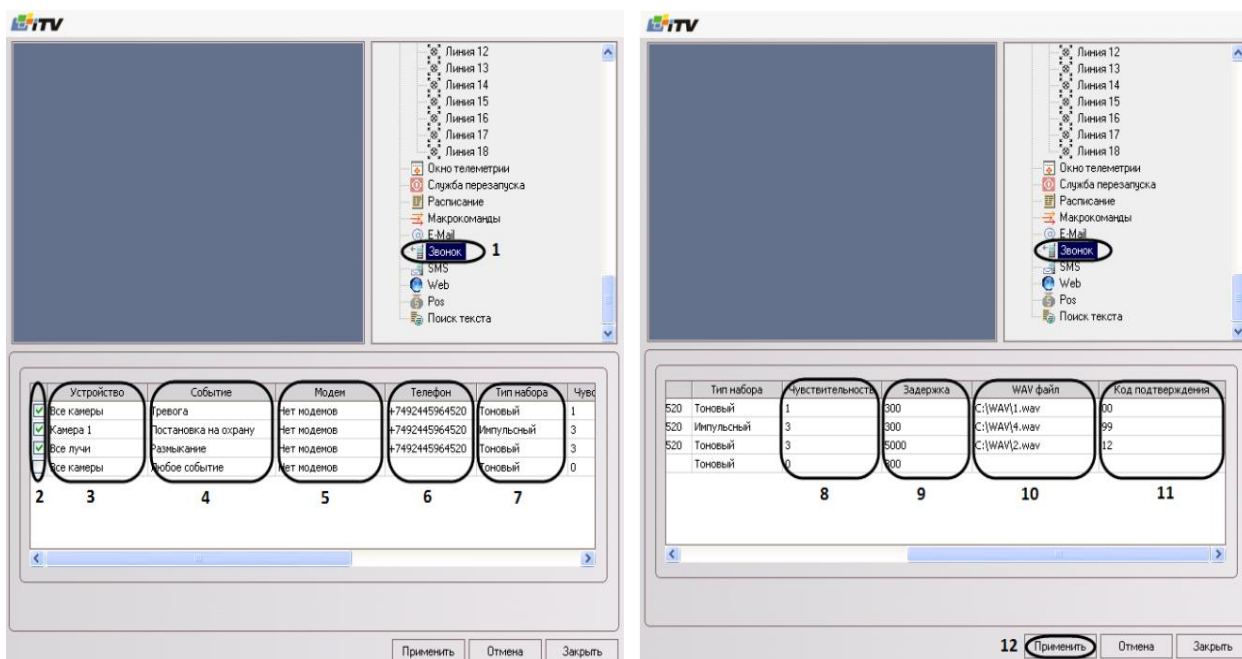 iTV
Линия 12
Линия 13
Линия 14
Линия 15
Линия 16
Линия 17
Линия 18
Окно телеметрии
Служба перезапуска
Расписание
Макрокоманды
E-Mail
Звонок 1
SMS
Web
Pos
Поиск текста
Устройство Событие Модем Телефон Тип набора Чувс
Все камеры Тревога Нет модемов +7492445964520 Тоновый 1
Камера 1 Постановка на охрану Нет модемов +7492445964520 Импульсный 3
Все лучи Размыкание Нет модемов +7492445964520 Тоновый 3
Все камеры Любое событие Нет модемов Тоновый 0
2 3 4 5 6 7
Применить Отмена Закрыть
iTV
Линия 12
Линия 13
Линия 14
Линия 15
Линия 16
Линия 17
Линия 18
Окно телеметрии
Служба перезапуска
Расписание
Макрокоманды
E-Mail
Звонок
SMS
Web
Pos
Поиск текста
Тип набора Чувствительность Задержка WAV файл Код подтверждения
520 Тоновый 1 300 C:\WAV\1.wav 00
520 Импульсный 3 300 C:\WAV\4.wav 99
520 Тоновый 3 5000 C:\WAV\2.wav 12
Тоновый 0 300
8 9 10 11
12 Применить Отмена Закрыть